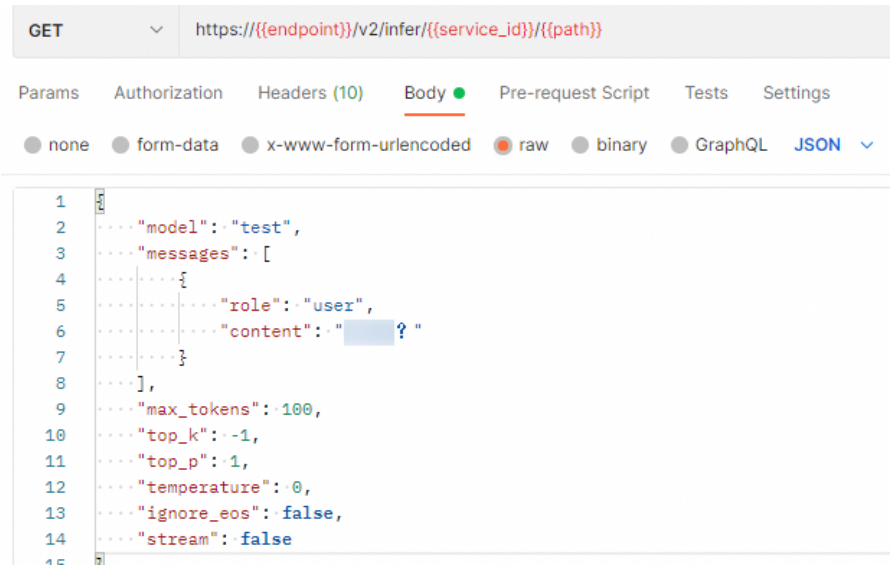 GET https://{{endpoint}}/v2/infer/{{service_id}}/{{path}}
Params Authorization Headers (10) Body Pre-request Script Tests Settings
none form-data x-www-form-urlencoded raw binary GraphQL JSON
1 {
2 "model": "test",
3 "messages": [
4 {
5 "role": "user",
6 "content": " ? "
7 }
8 ],
9 "max_tokens": 100,
10 "top_k": -1,
11 "top_p": 1,
12 "temperature": 0,
13 "ignore_eos": false,
14 "stream": false
15 }